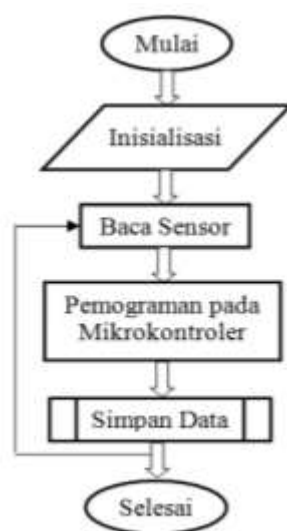 Mulai
Inisialisasi
Baca Sensor
Pemograman pada
Mikrokontroler
Simpan Data
Selesai